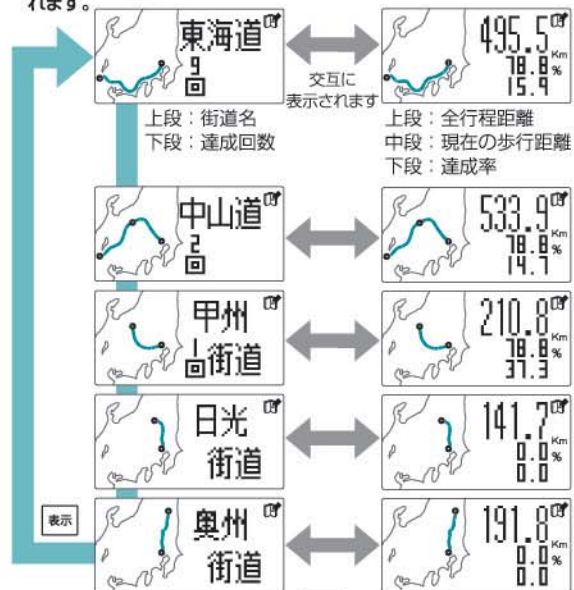 れます。
東海道
9
回
495.5 Km
78.8 %
15.9
交互に
表示されます
上段：街道名
下段：達成回数
上段：全行程距離
中段：現在の歩行距離
下段：達成率
中山道
2
回
533.9 Km
78.8 %
14.7
甲州
1
回街道
210.8 Km
78.8 %
37.3
日光
街道
141.7 Km
0.0 %
0.0
表示
奥州
街道
191.8 Km
0.0 %
0.0